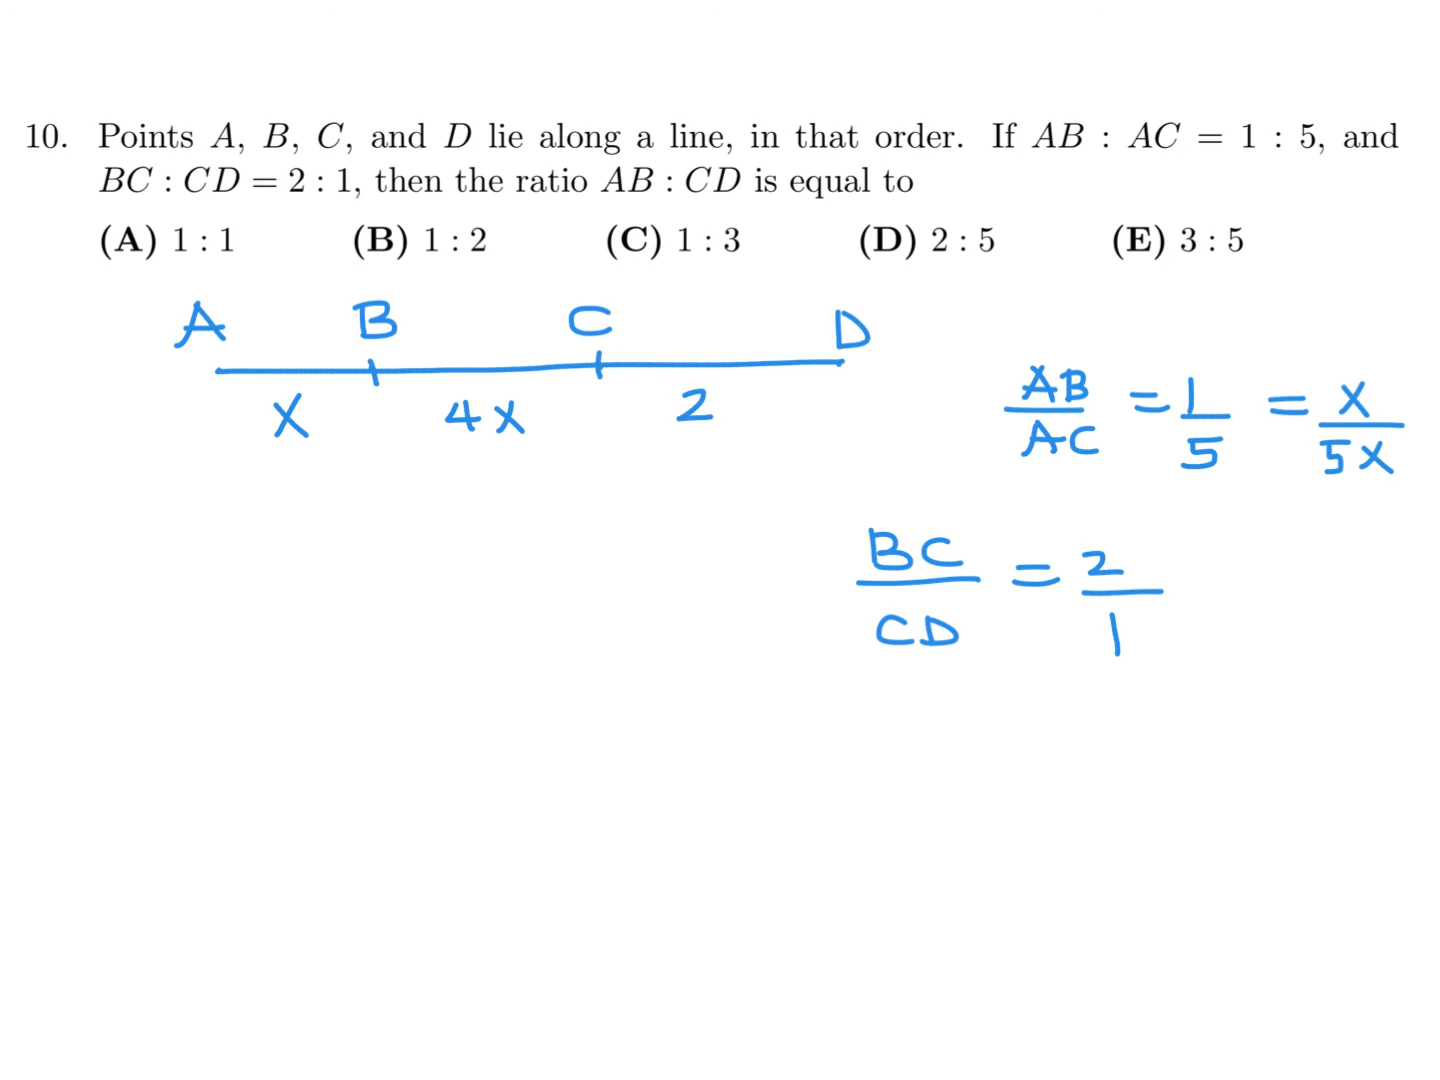 10. Points A, B, C, and D lie along a line, in that order. If AB : AC = 1 : 5, and
BC : CD = 2 : 1, then the ratio AB : CD is equal to
(A) 1 : 1 (B) 1 : 2 (C) 1 : 3 (D) 2 : 5 (E) 3 : 5
A B C D
x 4x 2
AB/AC = 1/5 = x/5x
BC/CD = 2/1